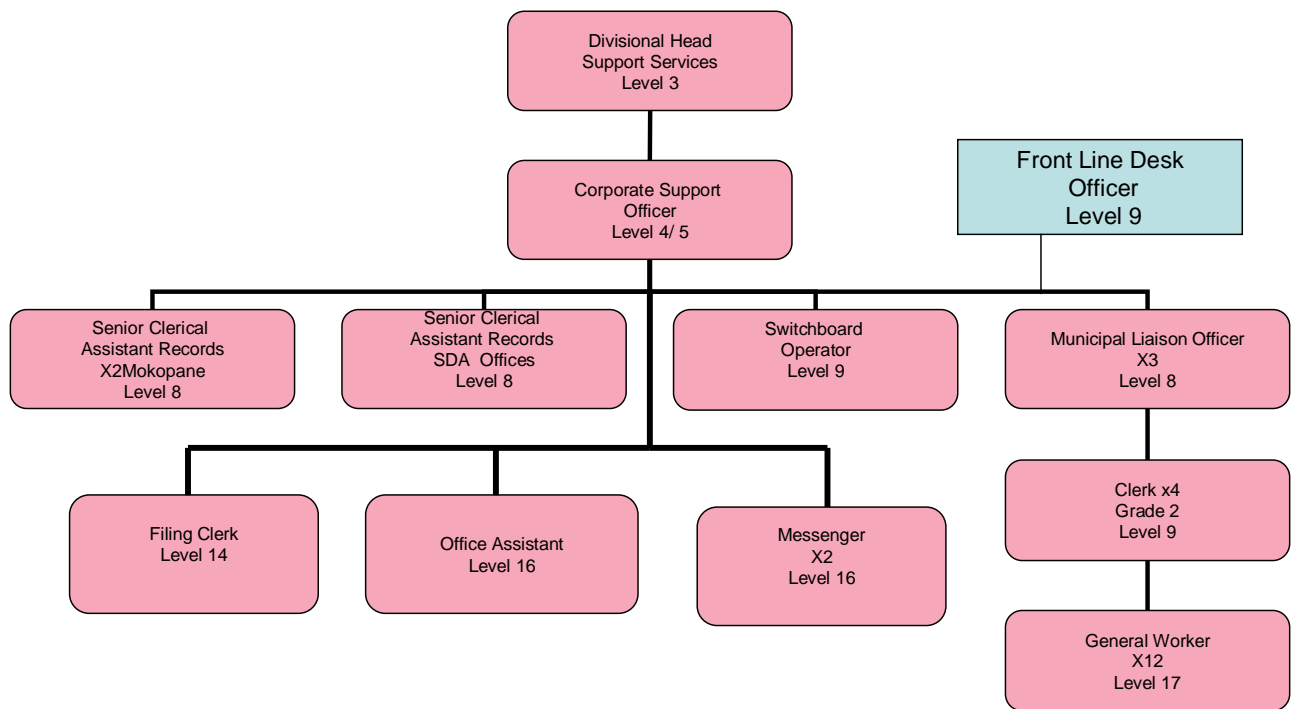 Divisional Head
Support Services
Level 3
Front Line Desk
Officer
Level 9
Corporate Support
Officer
Level 4/ 5
Senior Clerical
Assistant Records
X2Mokopane
Level 8
Senior Clerical
Assistant Records
SDA Offices
Level 8
Switchboard
Operator
Level 9
Municipal Liaison Officer
X3
Level 8
Filing Clerk
Level 14
Office Assistant
Level 16
Messenger
X2
Level 16
Clerk x4
Grade 2
Level 9
General Worker
X12
Level 17